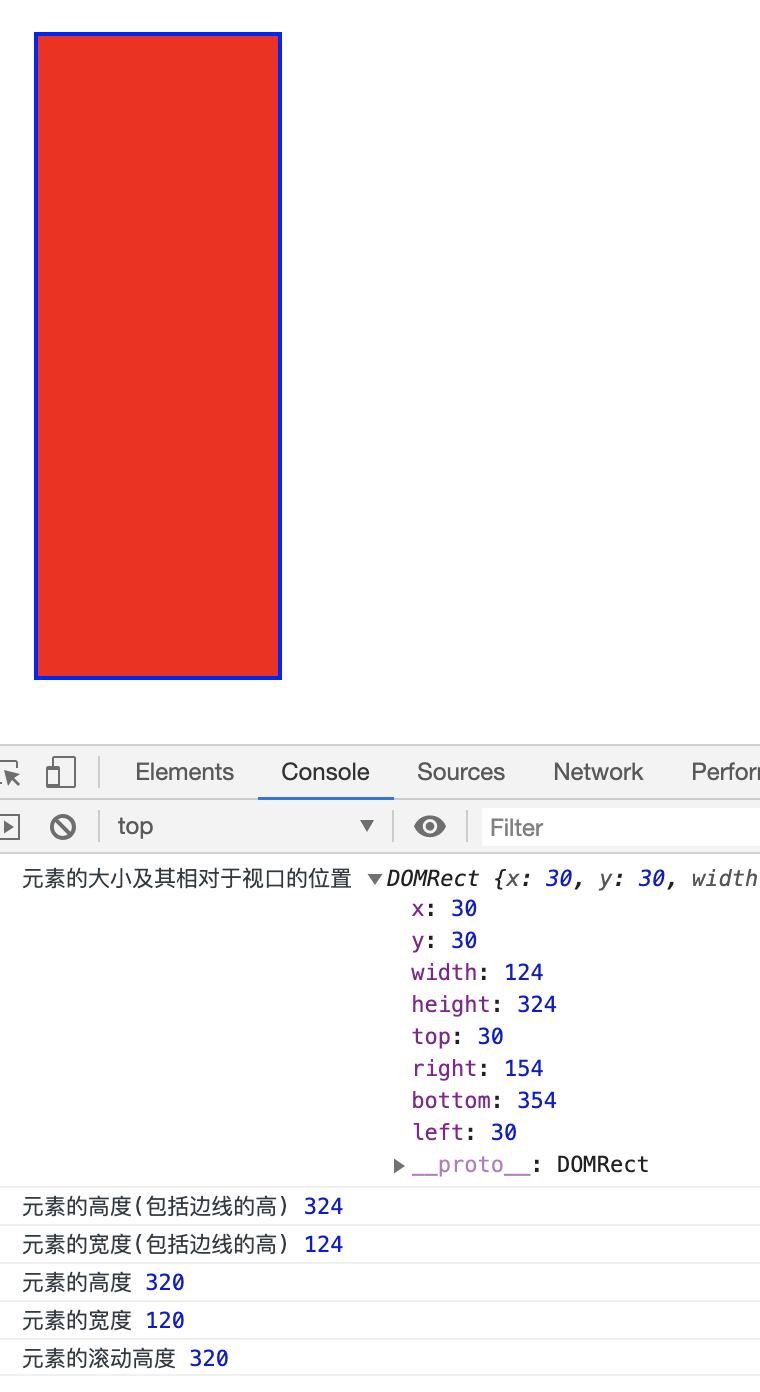 Elements Console Sources Network Perfor
top Filter
元素的大小及其相对于视口的位置 DOMRect {x: 30, y: 30, width
x: 30
y: 30
width: 124
height: 324
top: 30
right: 154
bottom: 354
left: 30
__proto__: DOMRect
元素的高度(包括边线的高) 324
元素的宽度(包括边线的高) 124
元素的高度 320
元素的宽度 120
元素的滚动高度 320